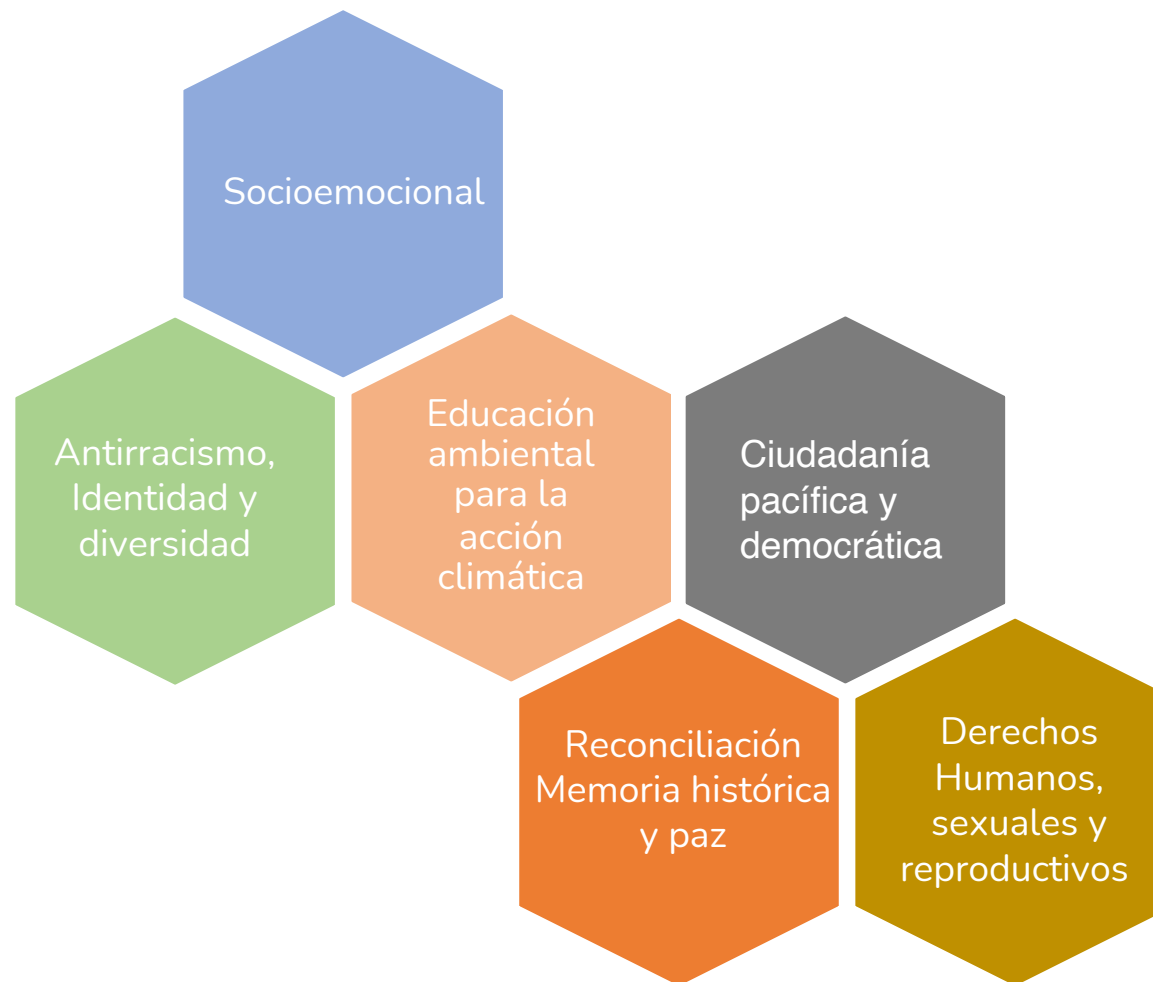 Socioemocional
Antirracismo,
Identidad y
diversidad
Educación
ambiental
para la
acción
climática
Ciudadanía
pacífica y
democrática
Reconciliación
Memoria histórica
y paz
Derechos
Humanos,
sexuales y
reproductivos